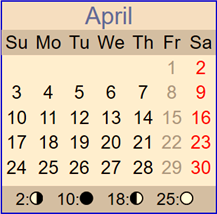 April
Su Mo Tu We Th Fr Sa
1 2
3 4 5 6 7 8 9
10 11 12 13 14 15 16
17 18 19 20 21 22 23
24 25 26 27 28 29 30
2: 10: 18: 25: